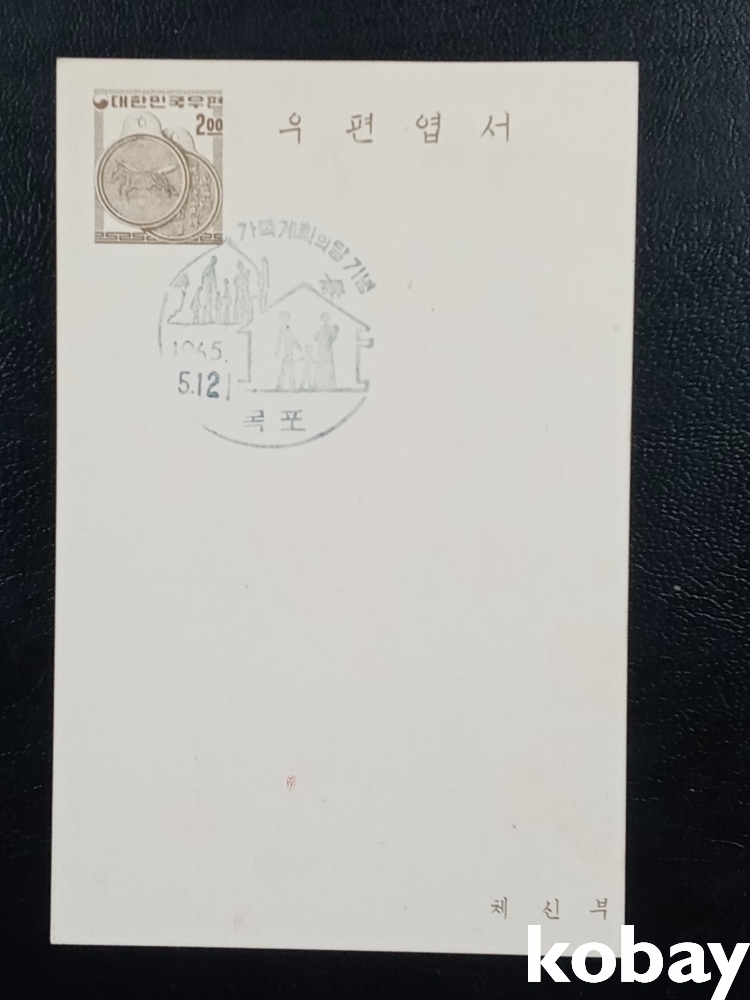 대한민국우편
2.00
우편엽서
가족계획의달기념
1965.
5.12
목포
체신부
kobay